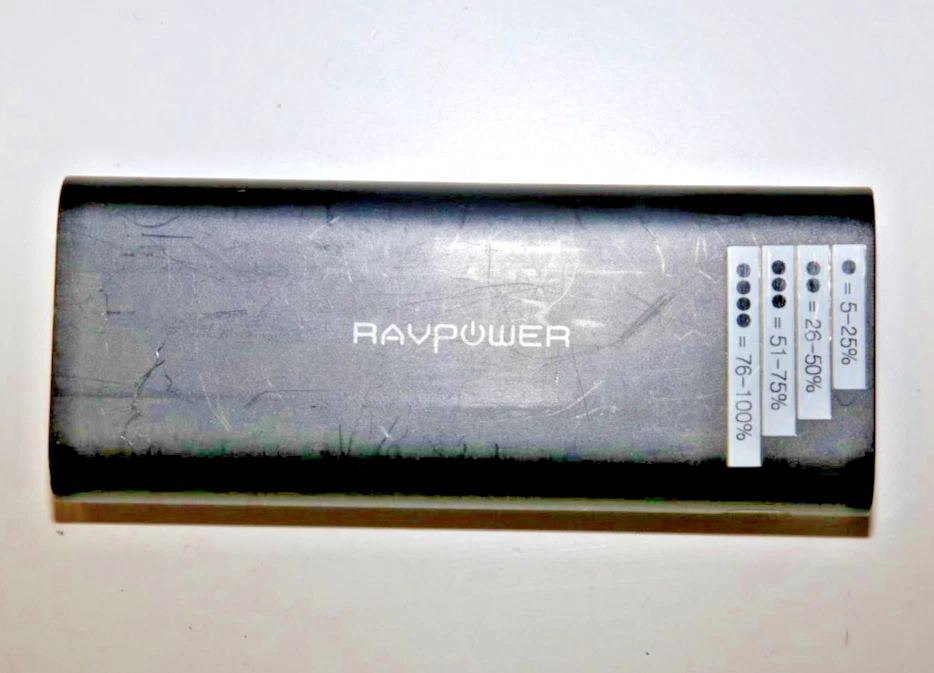 RAVPOWER
● = 5-25%
●● = 26-50%
●●● = 51-75%
●●●● = 76-100%